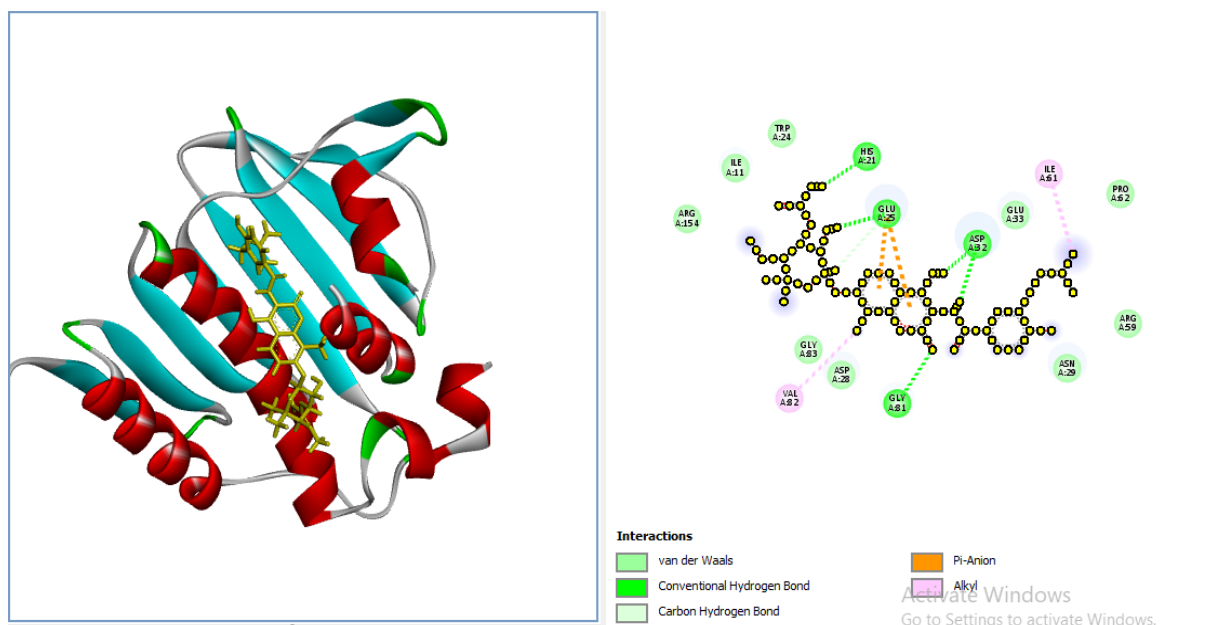 TRP
A:24
HIS
A:21
ILE
A:11
ILE
A:61
PRO
A:62
ARG
A:154
GLU
A:25
GLU
A:33
ASP
A:32
ARG
A:59
GLY
A:83
ASP
A:28
ASN
A:29
VAL
A:82
GLY
A:81
Interactions
van der Waals
Conventional Hydrogen Bond
Carbon Hydrogen Bond
Pi-Anion
Alkyl
Activate Windows
Go to Settings to activate Windows.